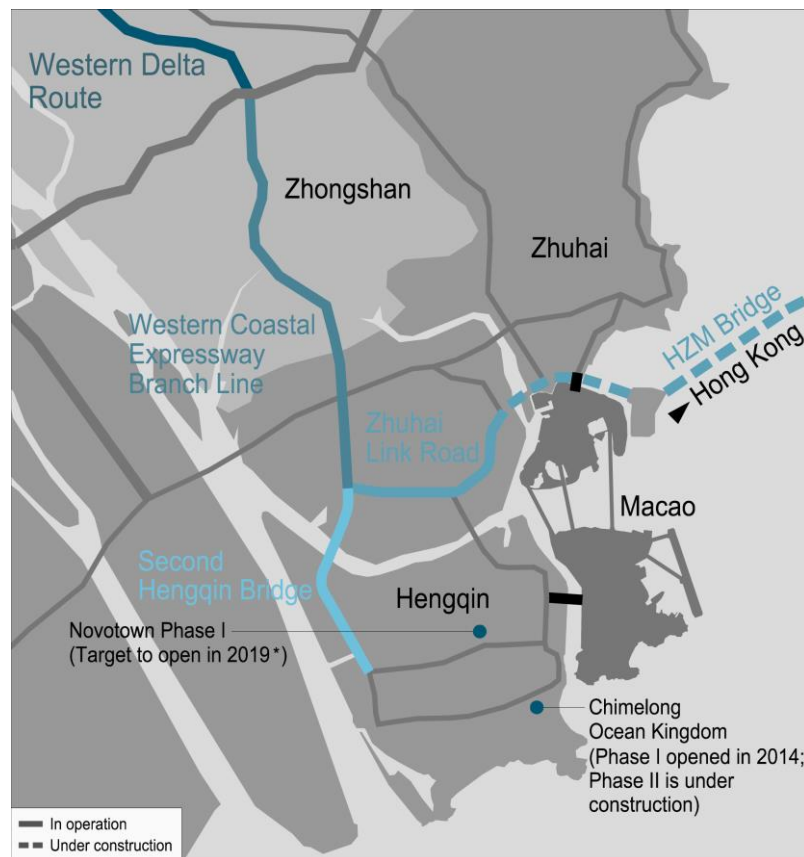 Western Delta
Route
Zhongshan
Zhuhai
HZM Bridge
Hong Kong
Western Coastal
Expressway
Branch Line
Zhuhai
Link Road
Macao
Second
Hengqin Bridge
Hengqin
Novotown Phase I
(Target to open in 2019*)
Chimelong
Ocean Kingdom
(Phase I opened in 2014;
Phase II is under
construction)
In operation
Under construction